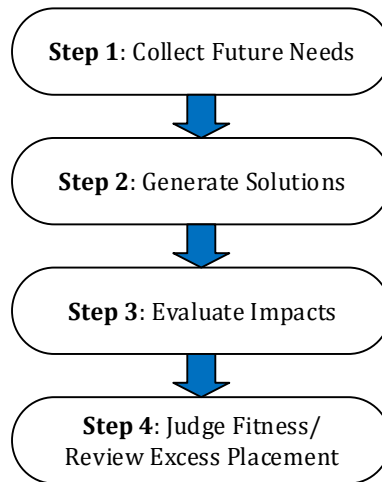 Step 1: Collect Future Needs
Step 2: Generate Solutions
Step 3: Evaluate Impacts
Step 4: Judge Fitness/
Review Excess Placement